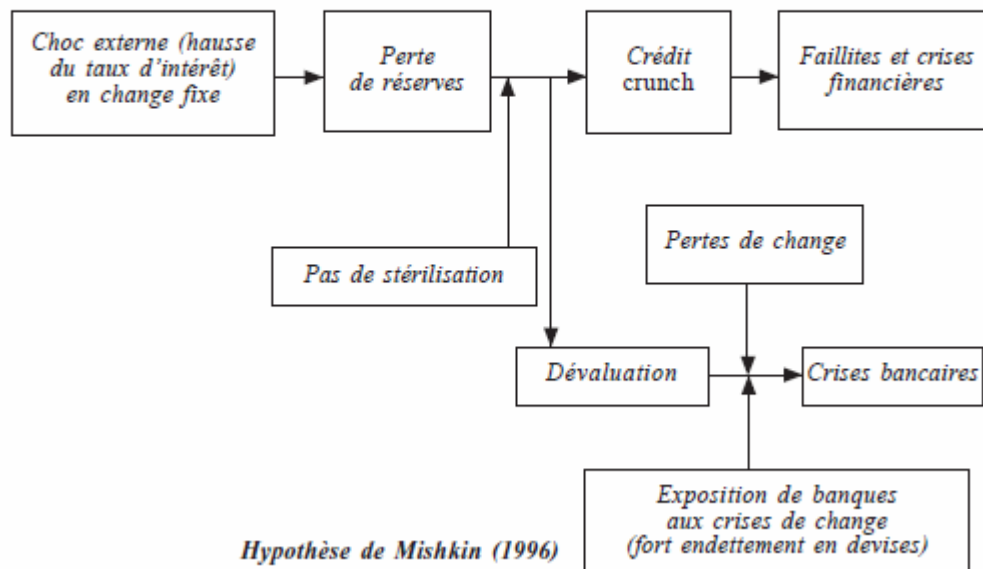 Choc externe (hausse
du taux d'intérêt)
en change fixe
Perte
de réserves
Crédit
crunch
Faillites et crises
financières
Pas de stérilisation
Pertes de change
Dévaluation
Crises bancaires
Exposition de banques
aux crises de change
(fort endettement en devises)
Hypothèse de Mishkin (1996)